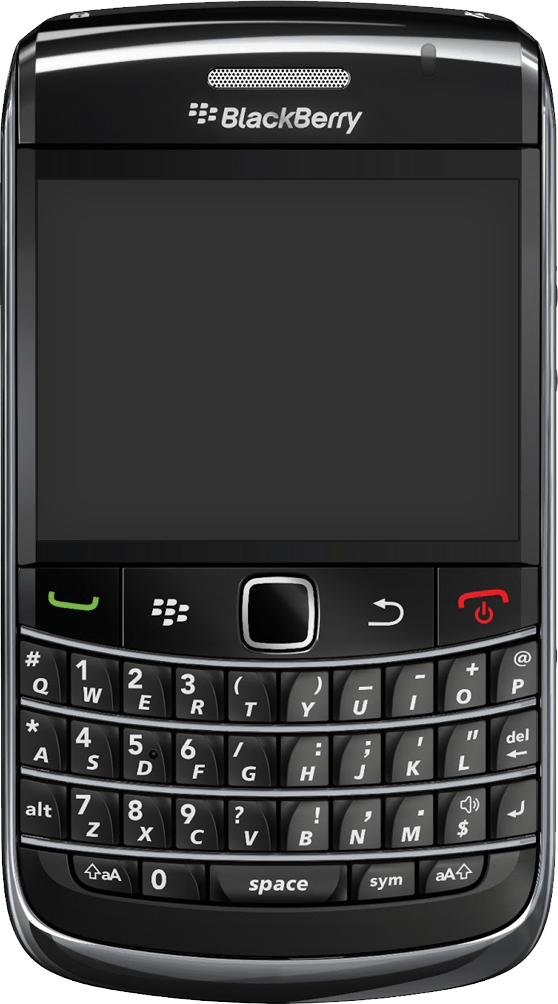 BlackBerry
# 1 2 3 ( ) _ - + @
Q W E R T Y U I O P
* 4 5 6 / : ; ' " del
A S D F G H J K L
alt 7 8 9 ? ! , .
Z X C V B N M $
aA 0 space sym aA